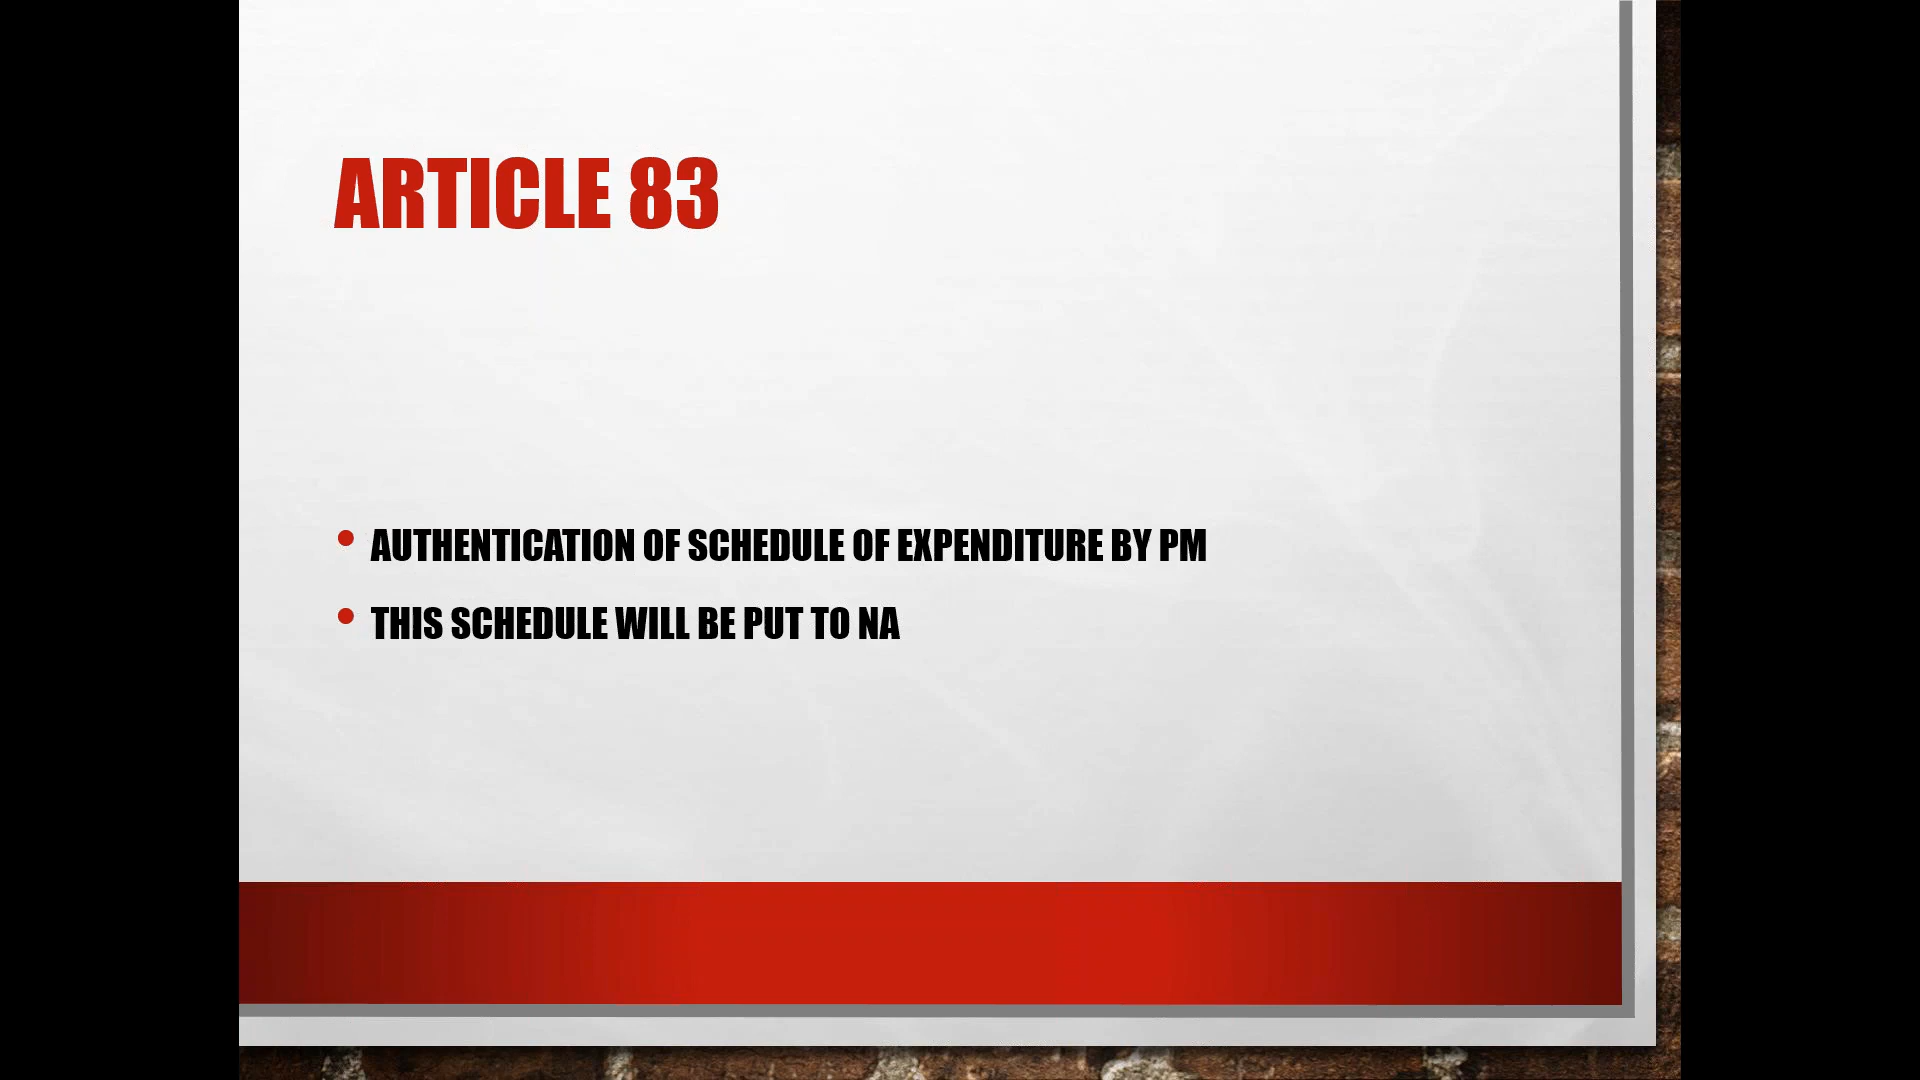 ARTICLE 83
• AUTHENTICATION OF SCHEDULE OF EXPENDITURE BY PM
• THIS SCHEDULE WILL BE PUT TO NA